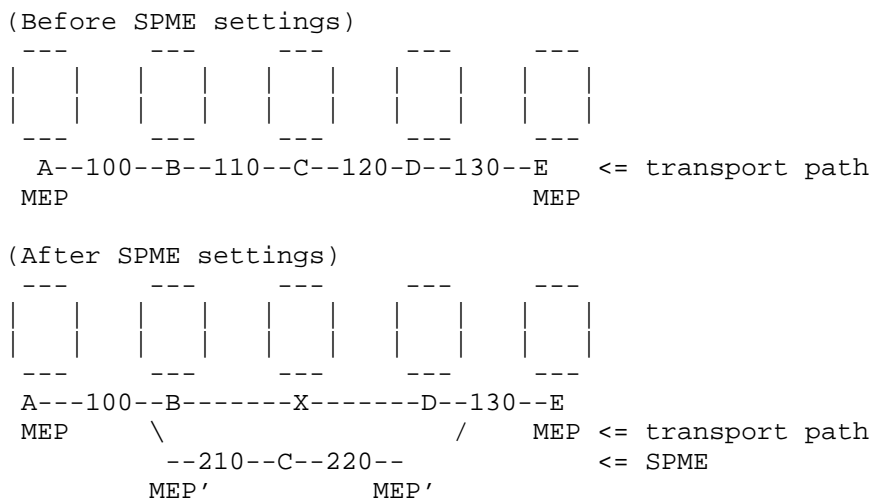 (Before SPME settings)
 ---     ---     ---     ---     ---
|   |   |   |   |   |   |   |   |   |
|   |   |   |   |   |   |   |   |   |
 ---     ---     ---     ---     ---
  A--100--B--110--C--120-D--130--E   <= transport path
 MEP                             MEP
(After SPME settings)
 ---     ---     ---     ---     ---
|   |   |   |   |   |   |   |   |   |
|   |   |   |   |   |   |   |   |   |
 ---     ---     ---     ---     ---
 A---100--B-------X-------D--130--E
 MEP     \                  /    MEP <= transport path
          --210--C--220--            <= SPME
         MEP'          MEP'